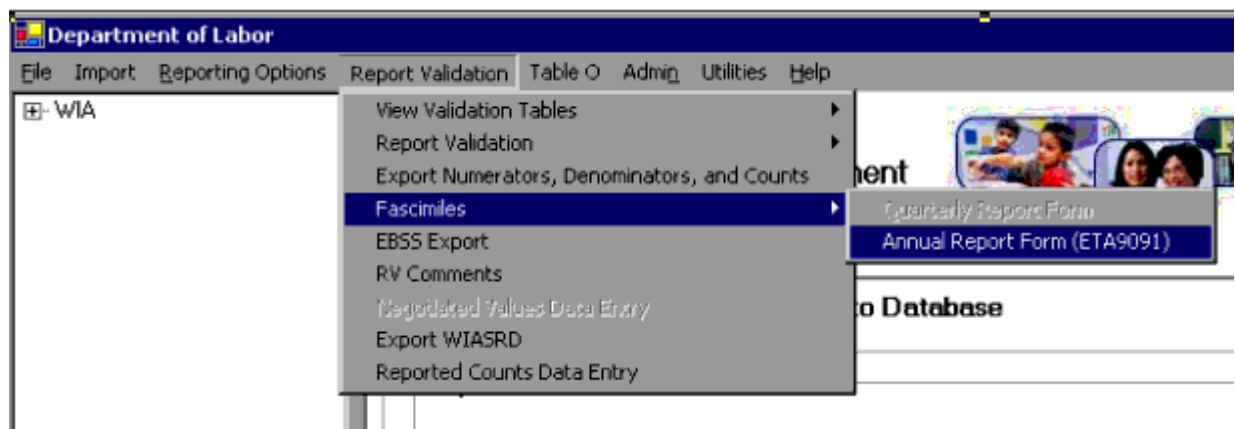 Department of Labor
File Import Reporting Options Report Validation Table O Admin Utilities Help
WIA
View Validation Tables
Report Validation
Export Numerators, Denominators, and Counts
ment
Fascimiles
Quarterly Report Form
EBSS Export
Annual Report Form (ETA9091)
RV Comments
Negotiated Values Data Entry
to Database
Export WIASRD
Reported Counts Data Entry